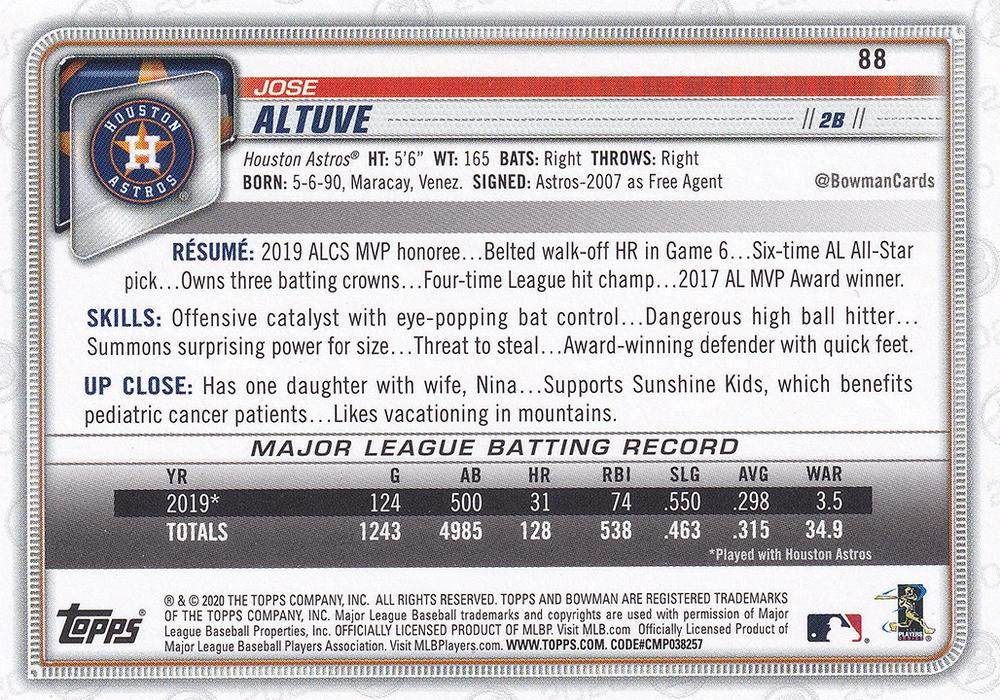 88
JOSE
ALTUVE // 2B //
HOUSTON ASTROS
H
®
Houston Astros® HT: 5'6" WT: 165 BATS: Right THROWS: Right
BORN: 5-6-90, Maracay, Venez. SIGNED: Astros-2007 as Free Agent @BowmanCards
RÉSUMÉ: 2019 ALCS MVP honoree...Belted walk-off HR in Game 6...Six-time AL All-Star
pick...Owns three batting crowns...Four-time League hit champ...2017 AL MVP Award winner.
SKILLS: Offensive catalyst with eye-popping bat control...Dangerous high ball hitter...
Summons surprising power for size...Threat to steal...Award-winning defender with quick feet.
UP CLOSE: Has one daughter with wife, Nina...Supports Sunshine Kids, which benefits
pediatric cancer patients...Likes vacationing in mountains.
MAJOR LEAGUE BATTING RECORD
YR G AB HR RBI SLG AVG WAR
2019* 124 500 31 74 .550 .298 3.5
TOTALS 1243 4985 128 538 .463 .315 34.9
*Played with Houston Astros
Topps®
® & © 2020 THE TOPPS COMPANY, INC. ALL RIGHTS RESERVED. TOPPS AND BOWMAN ARE REGISTERED TRADEMARKS
OF THE TOPPS COMPANY, INC. Major League Baseball trademarks and copyrights are used with permission of Major
League Baseball Properties, Inc. OFFICIALLY LICENSED PRODUCT OF MLBP. Visit MLB.com Officially Licensed Product of
Major League Baseball Players Association. Visit MLBPlayers.com. WWW.TOPPS.COM. CODE#CMP038257
PLAYERS